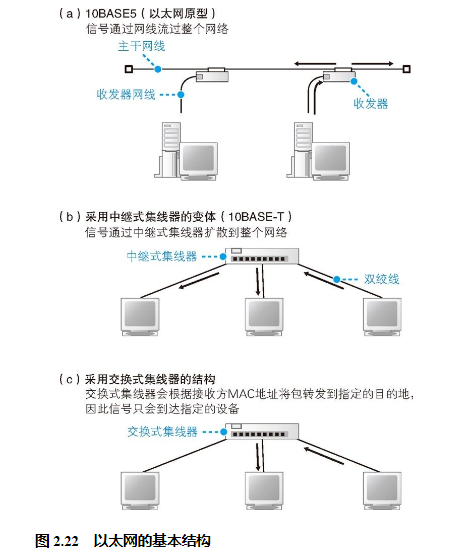 （a）10BASE5（以太网原型）
信号通过网线流过整个网络
主干网线
收发器网线
收发器
（b）采用中继式集线器的变体（10BASE-T）
信号通过中继式集线器扩散到整个网络
中继式集线器
双绞线
（c）采用交换式集线器的结构
交换式集线器会根据接收方MAC地址将包转发到指定的目的地，
因此信号只会到达指定的设备
交换式集线器
图 2.22 以太网的基本结构